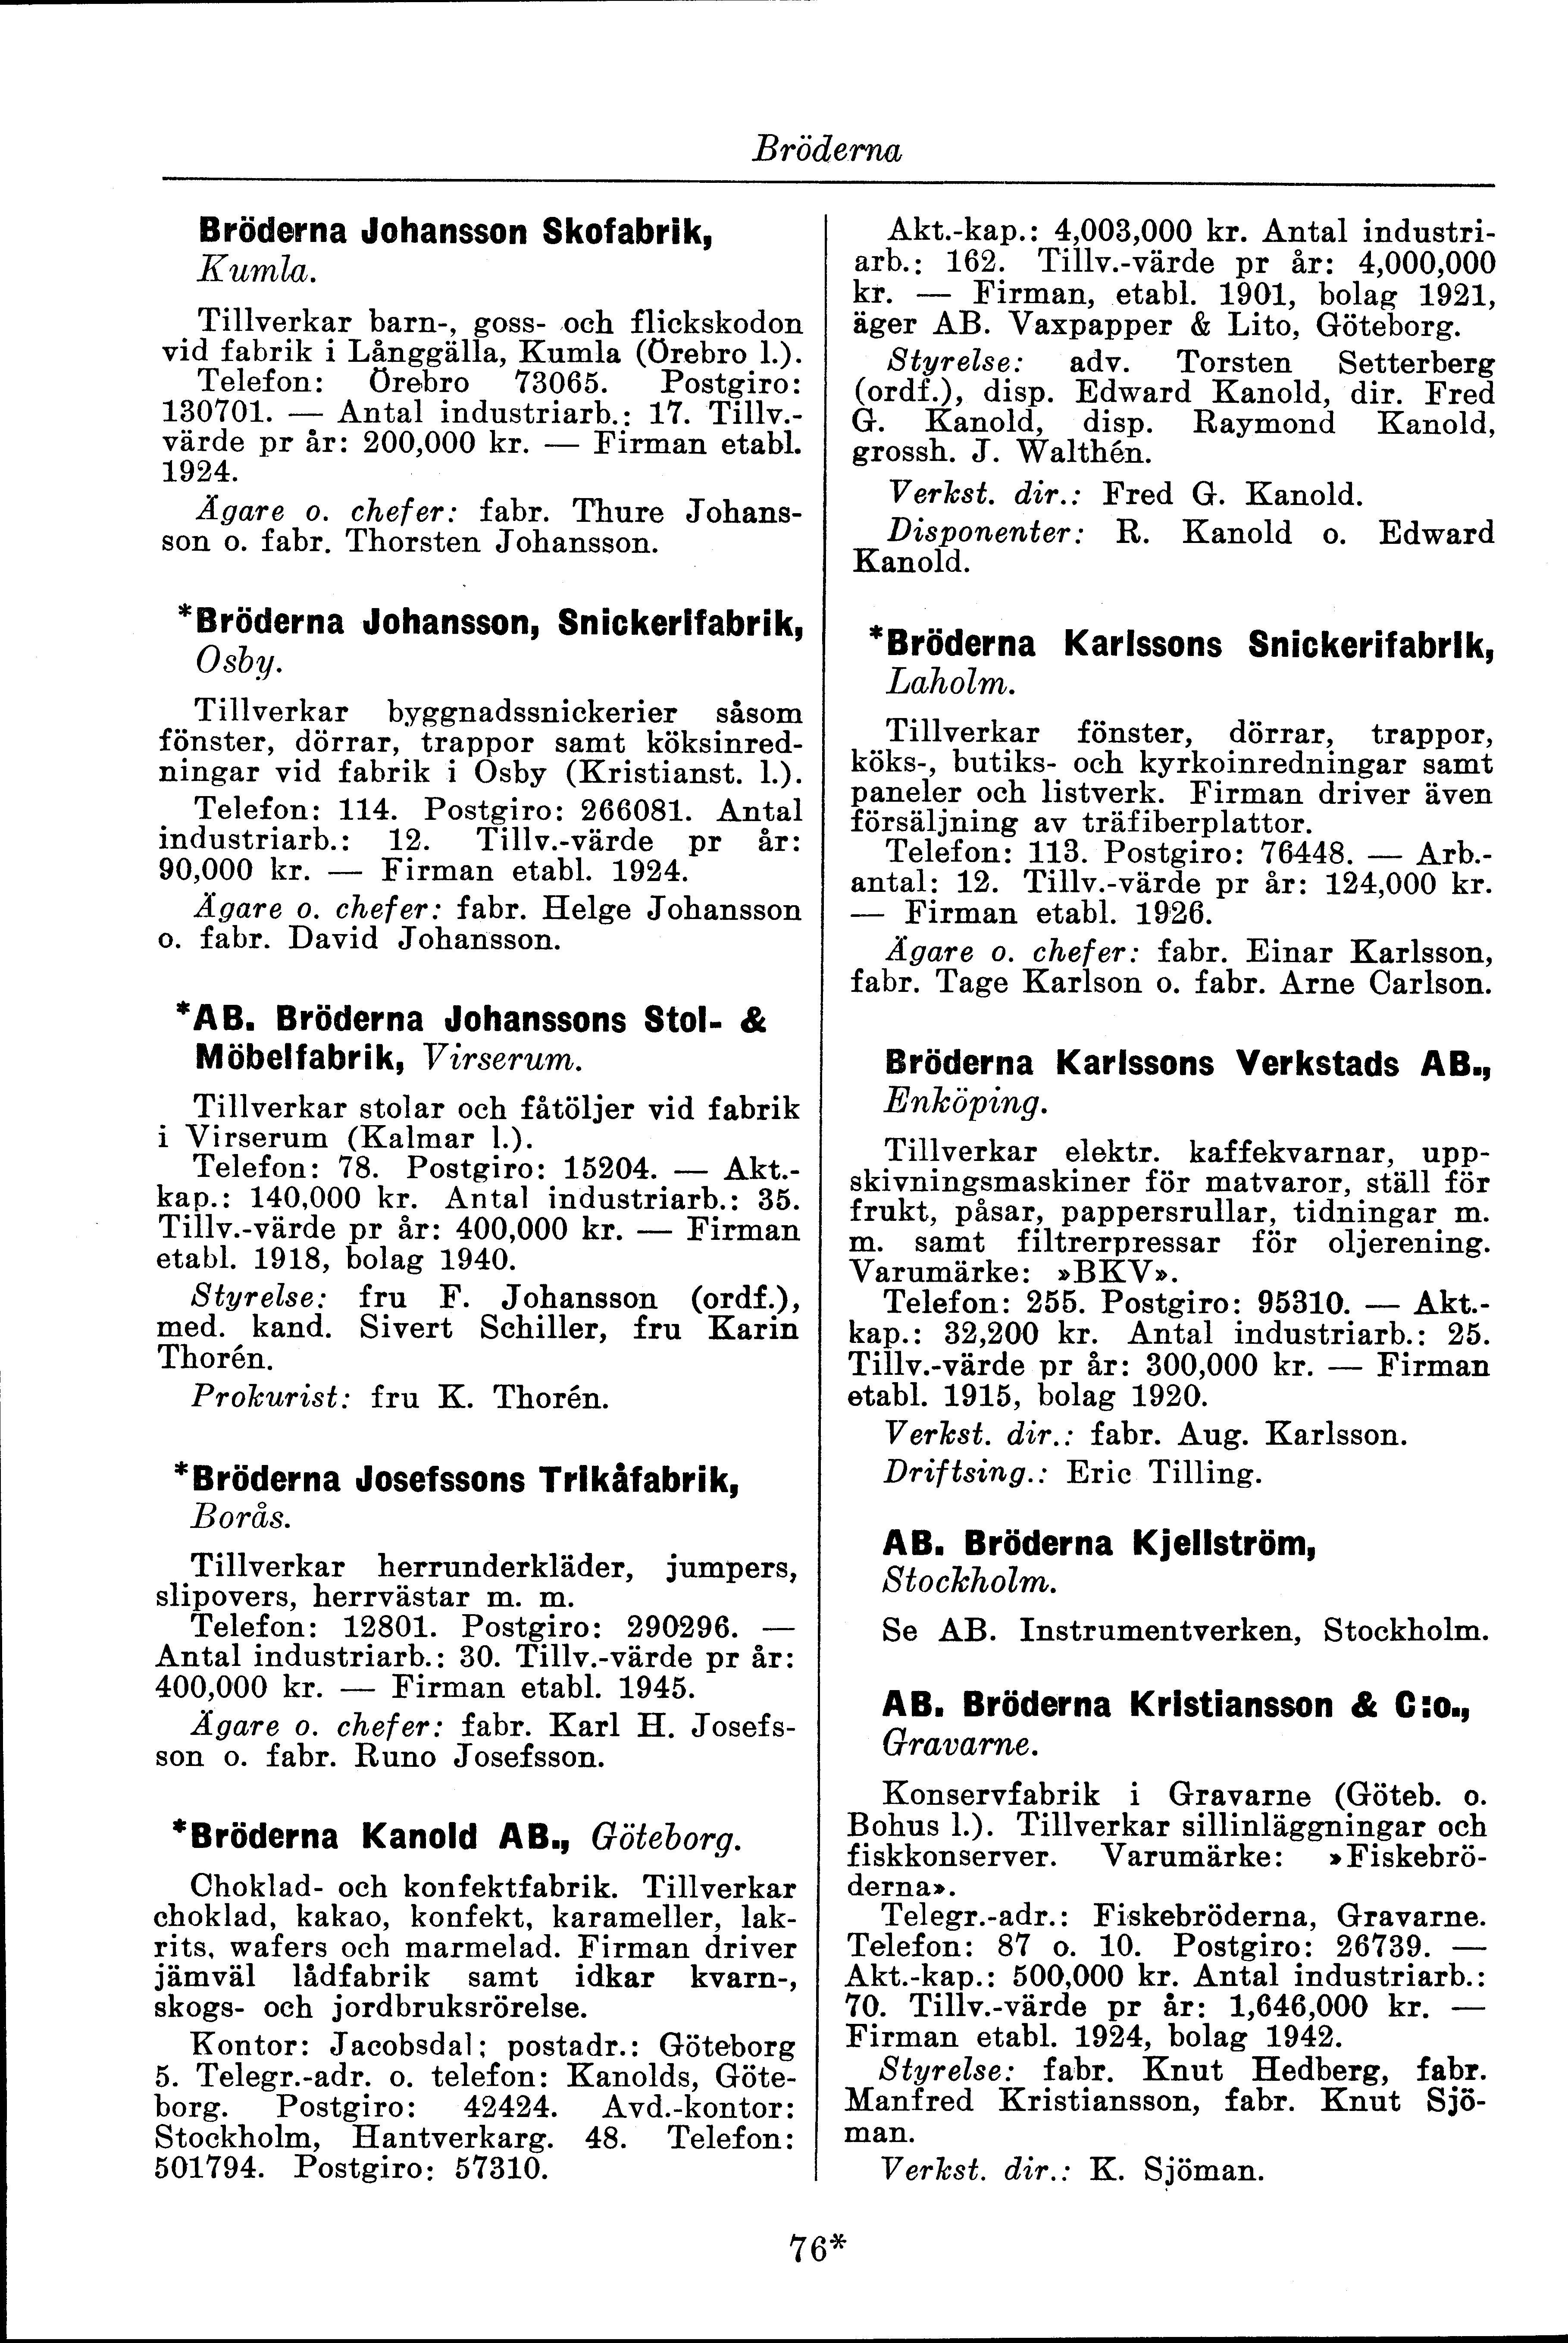 Bröderna
Bröderna Johansson Skofabrik,
Kumla.
Tillverkar barn-, goss- och flickskodon
vid fabrik i Långgälla, Kumla (Örebro l.).
Telefon: Örebro 73065. Postgiro:
130701. — Antal industriarb.: 17. Tillv.-
värde pr år: 200,000 kr. — Firman etabl.
1924.
Ägare o. chefer: fabr. Thure Johans-
son o. fabr. Thorsten Johansson.
*Bröderna Johansson, Snickerifabrik,
Osby.
Tillverkar byggnadssnickerier såsom
fönster, dörrar, trappor samt köksinred-
ningar vid fabrik i Osby (Kristianst. l.).
Telefon: 114. Postgiro: 266081. Antal
industriarb.: 12. Tillv.-värde pr år:
90,000 kr. — Firman etabl. 1924.
Ägare o. chefer: fabr. Helge Johansson
o. fabr. David Johansson.
*AB. Bröderna Johanssons Stol- &
Möbelfabrik, Virserum.
Tillverkar stolar och fåtöljer vid fabrik
i Virserum (Kalmar l.).
Telefon: 78. Postgiro: 15204. — Akt.-
kap.: 140,000 kr. Antal industriarb.: 35.
Tillv.-värde pr år: 400,000 kr. — Firman
etabl. 1918, bolag 1940.
Styrelse: fru F. Johansson (ordf.),
med. kand. Sivert Schiller, fru Karin
Thorén.
Prokurist: fru K. Thorén.
*Bröderna Josefssons Trikåfabrik,
Borås.
Tillverkar herrunderkläder, jumpers,
slipovers, herrvästar m. m.
Telefon: 12801. Postgiro: 290296. —
Antal industriarb.: 30. Tillv.-värde pr år:
400,000 kr. — Firman etabl. 1945.
Ägare o. chefer: fabr. Karl H. Josefs-
son o. fabr. Runo Josefsson.
*Bröderna Kanold AB., Göteborg.
Choklad- och konfektfabrik. Tillverkar
choklad, kakao, konfekt, karameller, lak-
rits, wafers och marmelad. Firman driver
jämväl lådfabrik samt idkar kvarn-,
skogs- och jordbruksrörelse.
Kontor: Jacobsdal; postadr.: Göteborg
5. Telegr.-adr. o. telefon: Kanolds, Göte-
borg. Postgiro: 42424. Avd.-kontor:
Stockholm, Hantverkarg. 48. Telefon:
501794. Postgiro: 57310.
Akt.-kap.: 4,003,000 kr. Antal industri-
arb.: 162. Tillv.-värde pr år: 4,000,000
kr. — Firman, etabl. 1901, bolag 1921,
äger AB. Vaxpapper & Lito, Göteborg.
Styrelse: adv. Torsten Setterberg
(ordf.), disp. Edward Kanold, dir. Fred
G. Kanold, disp. Raymond Kanold,
grossh. J. Walthén.
Verkst. dir.: Fred G. Kanold.
Disponenter: R. Kanold o. Edward
Kanold.
*Bröderna Karlssons Snickerifabrik,
Laholm.
Tillverkar fönster, dörrar, trappor,
köks-, butiks- och kyrkoinredningar samt
paneler och listverk. Firman driver även
försäljning av träfiberplattor.
Telefon: 113. Postgiro: 76448. — Arb.-
antal: 12. Tillv.-värde pr år: 124,000 kr.
— Firman etabl. 1926.
Ägare o. chefer: fabr. Einar Karlsson,
fabr. Tage Karlson o. fabr. Arne Carlson.
Bröderna Karlssons Verkstads AB.,
Enköping.
Tillverkar elektr. kaffekvarnar, upp-
skivningsmaskiner för matvaror, ställ för
frukt, påsar, pappersrullar, tidningar m.
m. samt filtrerpressar för oljerening.
Varumärke: »BKV».
Telefon: 255. Postgiro: 95310. — Akt.-
kap.: 32,200 kr. Antal industriarb.: 25.
Tillv.-värde pr år: 300,000 kr. — Firman
etabl. 1915, bolag 1920.
Verkst. dir.: fabr. Aug. Karlsson.
Driftsing.: Eric Tilling.
AB. Bröderna Kjellström,
Stockholm.
Se AB. Instrumentverken, Stockholm.
AB. Bröderna Kristiansson & C:o.,
Gravarne.
Konservfabrik i Gravarne (Göteb. o.
Bohus l.). Tillverkar sillinläggningar och
fiskkonserver. Varumärke: »Fiskebrö-
derna».
Telegr.-adr.: Fiskebröderna, Gravarne.
Telefon: 87 o. 10. Postgiro: 26739. —
Akt.-kap.: 500,000 kr. Antal industriarb.:
70. Tillv.-värde pr år: 1,646,000 kr. —
Firman etabl. 1924, bolag 1942.
Styrelse: fabr. Knut Hedberg, fabr.
Manfred Kristiansson, fabr. Knut Sjö-
man.
Verkst. dir.: K. Sjöman.
76*